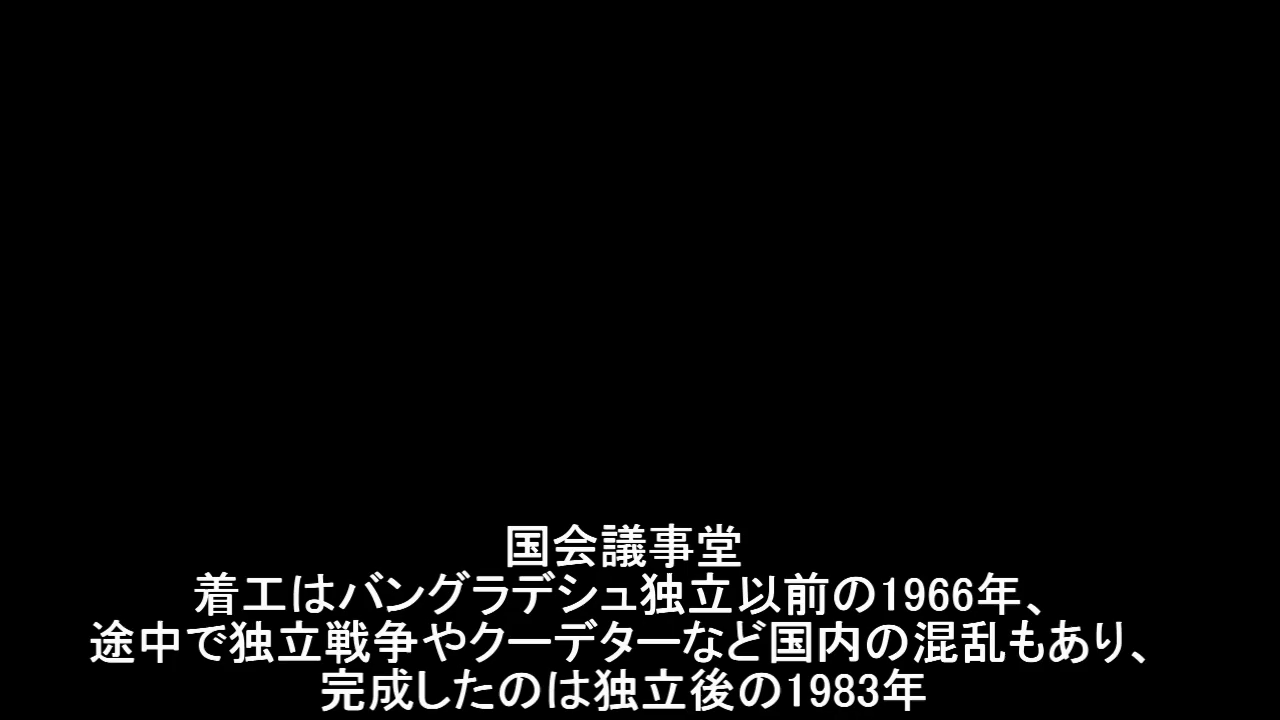 国会議事堂
着工はバングラデシュ独立以前の1966年、
途中で独立戦争やクーデターなど国内の混乱もあり、
完成したのは独立後の1983年